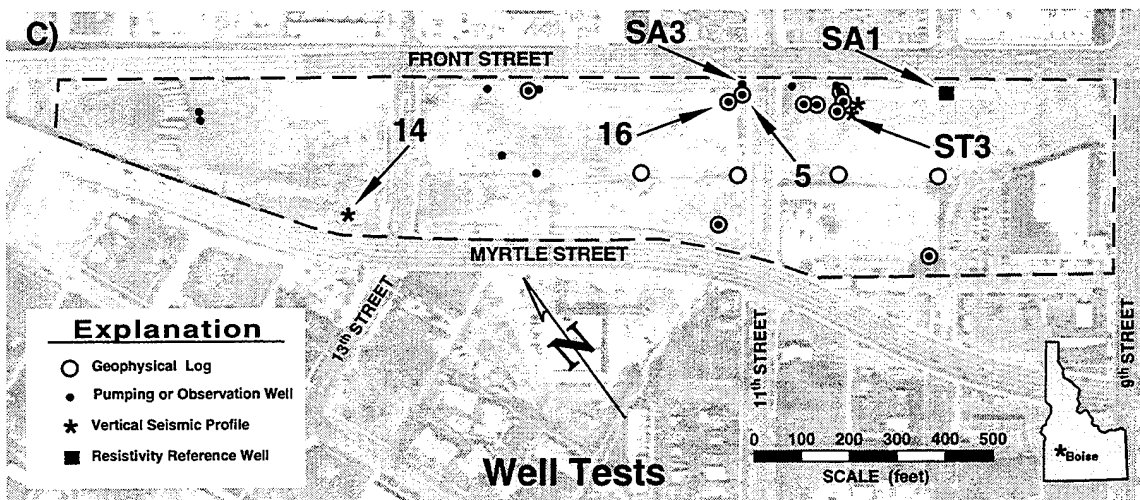 C)
SA3
SA1
FRONT STREET
14
16
5
ST3
MYRTLE STREET
13th STREET
11th STREET
9th STREET
N
Explanation
Geophysical Log
Pumping or Observation Well
Vertical Seismic Profile
Resistivity Reference Well
0 100 200 300 400 500
SCALE (feet)
Well Tests
Boise